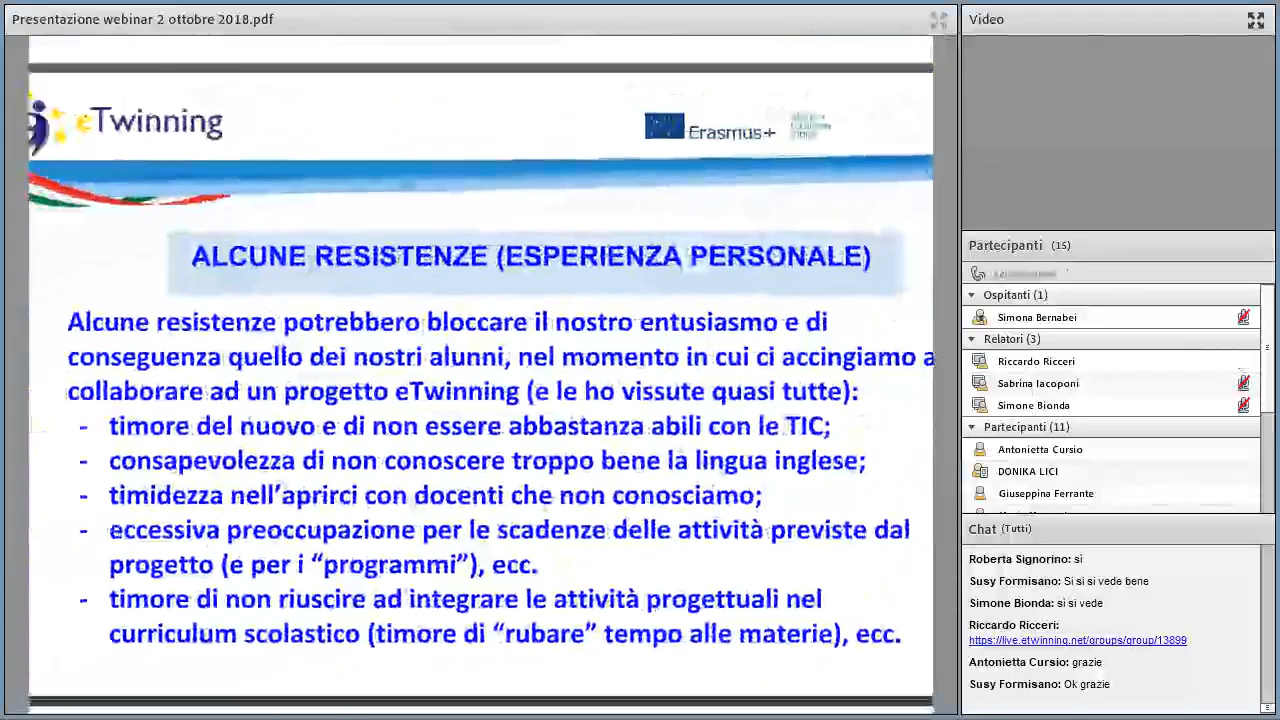 Presentazione webinar 2 ottobre 2018.pdf
eTwinning
Erasmus+
ALCUNE RESISTENZE (ESPERIENZA PERSONALE)
Alcune resistenze potrebbero bloccare il nostro entusiasmo e di
conseguenza quello dei nostri alunni, nel momento in cui ci accingiamo a
collaborare ad un progetto eTwinning (e le ho vissute quasi tutte):
- timore del nuovo e di non essere abbastanza abili con le TIC;
- consapevolezza di non conoscere troppo bene la lingua inglese;
- timidezza nell’aprirci con docenti che non conosciamo;
- eccessiva preoccupazione per le scadenze delle attività previste dal
progetto (e per i “programmi”), ecc.
- timore di non riuscire ad integrare le attività progettuali nel
curriculum scolastico (timore di “rubare” tempo alle materie), ecc.
Video
Partecipanti (15)
Ospitanti (1)
Simona Bernabei
Relatori (3)
Riccardo Ricceri
Sabrina Iacoponi
Simone Bionda
Partecipanti (11)
Antonietta Cursio
DONIKA LICI
Giuseppina Ferrante
Chat (Tutti)
Roberta Signorino: sì
Susy Formisano: Si si si vede bene
Simone Bionda: sì si vede
Riccardo Ricceri:
https://live.etwinning.net/groups/group/13899
Antonietta Cursio: grazie
Susy Formisano: Ok grazie